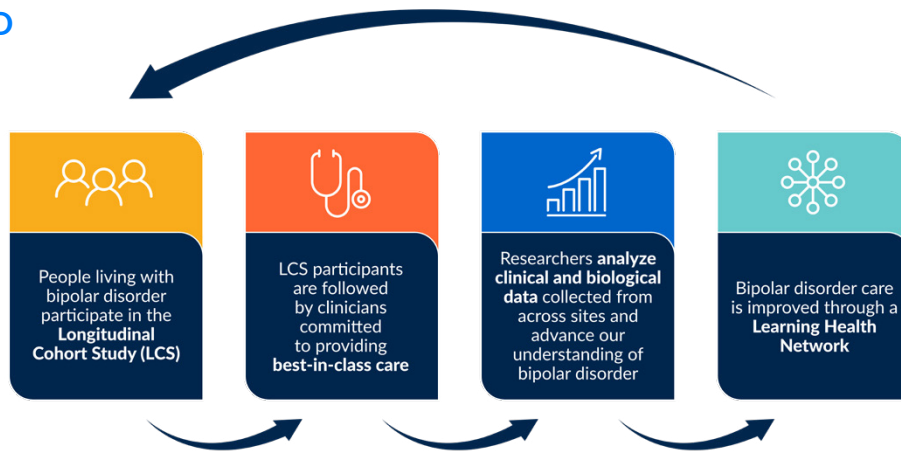 People living with
bipolar disorder
participate in the
Longitudinal
Cohort Study (LCS)
LCS participants
are followed
by clinicians
committed
to providing
best-in-class care
Researchers analyze
clinical and biological
data collected from
across sites and
advance our
understanding of
bipolar disorder
Bipolar disorder care
is improved through a
Learning Health
Network